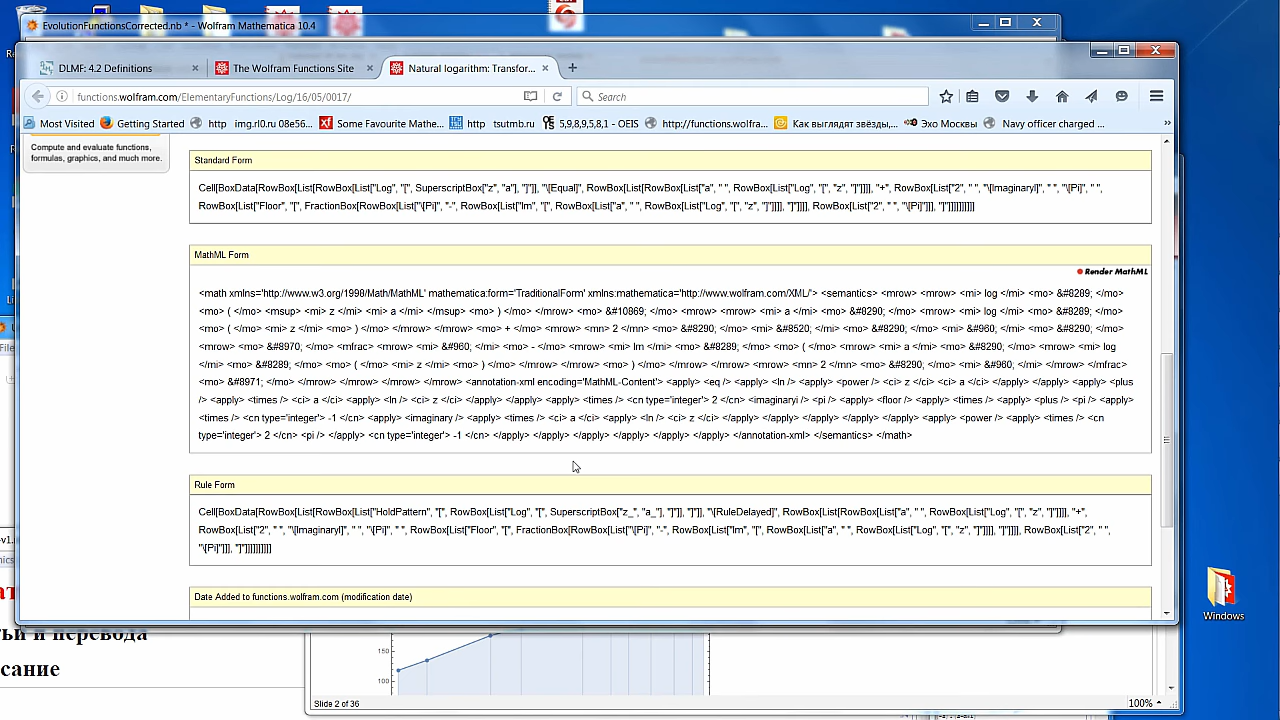 EvolutionFunctionsCorrected.nb * - Wolfram Mathematica 10.4
DLMF: 4.2 Definitions
The Wolfram Functions Site
Natural logarithm: Transfor...
functions.wolfram.com/ElementaryFunctions/Log/16/05/0017/
Search
Most Visited
Getting Started
http img.rl0.ru 08e56...
Some Favourite Mathe...
http tsutmb.ru
5,9,8,9,5,8,1 - OEIS
http://functions.wolfra...
Как выглядят звёзды,...
Эхо Москвы
Navy officer charged ...
Compute and evaluate functions,
formulas, graphics, and much more.
Standard Form
Cell[BoxData[RowBox[List[RowBox[List["Log", "[", SuperscriptBox["z", "a"], "]"]], "\[Equal]", RowBox[List[RowBox[List["a", " ", RowBox[List["Log", "[", "z", "]"]]]], "+", RowBox[List["2", " ", "\[ImaginaryI]", " ", "\[Pi]", " ",
RowBox[List["Floor", "[", FractionBox[RowBox[List["\[Pi]", "-", RowBox[List["Im", "[", RowBox[List["a", " ", RowBox[List["Log", "[", "z", "]"]]]], "]"]]]], RowBox[List["2", " ", "\[Pi]"]]], "]"]]]]]]]]]]
MathML Form
Render MathML
<math xmlns='http://www.w3.org/1998/Math/MathML' mathematica:form='TraditionalForm' xmlns:mathematica='http://www.wolfram.com/XML/'> <semantics> <mrow> <mrow> <mi> log </mi> <mo> &#8289; </mo>
<mo> ( </mo> <msup> <mi> z </mi> <mi> a </mi> </msup> <mo> ) </mo> </mrow> <mo> &#10869; </mo> <mrow> <mrow> <mi> a </mi> <mo> &#8290; </mo> <mrow> <mi> log </mi> <mo> &#8289; </mo>
<mo> ( </mo> <mi> z </mi> <mo> ) </mo> </mrow> </mrow> <mo> + </mo> <mrow> <mn> 2 </mn> <mo> &#8290; </mo> <mi> &#8520; </mi> <mo> &#8290; </mo> <mi> &#960; </mi> <mo> &#8290; </mo>
<mrow> <mo> &#8970; </mo> <mfrac> <mrow> <mi> &#960; </mi> <mo> - </mo> <mrow> <mi> Im </mi> <mo> &#8289; </mo> <mo> ( </mo> <mrow> <mi> a </mi> <mo> &#8290; </mo> <mrow> <mi> log
</mi> <mo> &#8289; </mo> <mo> ( </mo> <mi> z </mi> <mo> ) </mo> </mrow> </mrow> <mo> ) </mo> </mrow> </mrow> <mrow> <mn> 2 </mn> <mo> &#8290; </mo> <mi> &#960; </mi> </mrow> </mfrac>
<mo> &#8971; </mo> </mrow> </mrow> </mrow> </mrow> <annotation-xml encoding='MathML-Content'> <apply> <eq /> <apply> <ln /> <apply> <power /> <ci> z </ci> <ci> a </ci> </apply> </apply> <apply> <plus
/> <apply> <times /> <ci> a </ci> <apply> <ln /> <ci> z </ci> </apply> </apply> <apply> <times /> <cn type='integer'> 2 </cn> <imaginaryi /> <pi /> <apply> <floor /> <apply> <times /> <apply> <plus /> <pi /> <apply>
<times /> <cn type='integer'> -1 </cn> <apply> <imaginary /> <apply> <times /> <ci> a </ci> <apply> <ln /> <ci> z </ci> </apply> </apply> </apply> </apply> </apply> <apply> <power /> <apply> <times /> <cn
type='integer'> 2 </cn> <pi /> </apply> <cn type='integer'> -1 </cn> </apply> </apply> </apply> </apply> </apply> </apply> </annotation-xml> </semantics> </math>
Rule Form
Cell[BoxData[RowBox[List[RowBox[List["HoldPattern", "[", RowBox[List["Log", "[", SuperscriptBox["z_", "a_"], "]"]], "]"]], "\[RuleDelayed]", RowBox[List[RowBox[List["a", " ", RowBox[List["Log", "[", "z", "]"]]]], "+",
RowBox[List["2", " ", "\[ImaginaryI]", " ", "\[Pi]", " ", RowBox[List["Floor", "[", FractionBox[RowBox[List["\[Pi]", "-", RowBox[List["Im", "[", RowBox[List["a", " ", RowBox[List["Log", "[", "z", "]"]]]], "]"]]]], RowBox[List["2", " ",
"\[Pi]"]]], "]"]]]]]]]]]]
Date Added to functions.wolfram.com (modification date)
Windows
File
тьи и перевода
сание
150
100
Slide 2 of 36
100%